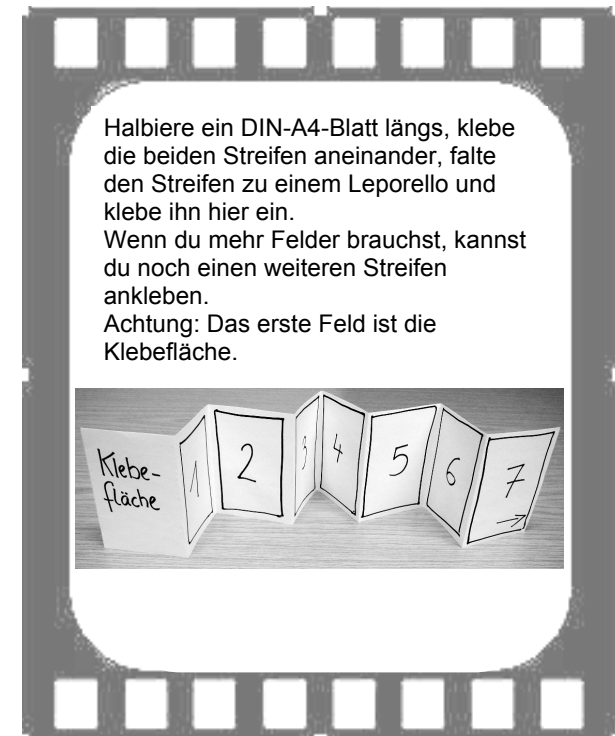 Halbiere ein DIN-A4-Blatt längs, klebe
die beiden Streifen aneinander, falte
den Streifen zu einem Leporello und
klebe ihn hier ein.
Wenn du mehr Felder brauchst, kannst
du noch einen weiteren Streifen
ankleben.
Achtung: Das erste Feld ist die
Klebefläche.
Klebe-
fläche
1
2
3
4
5
6
7